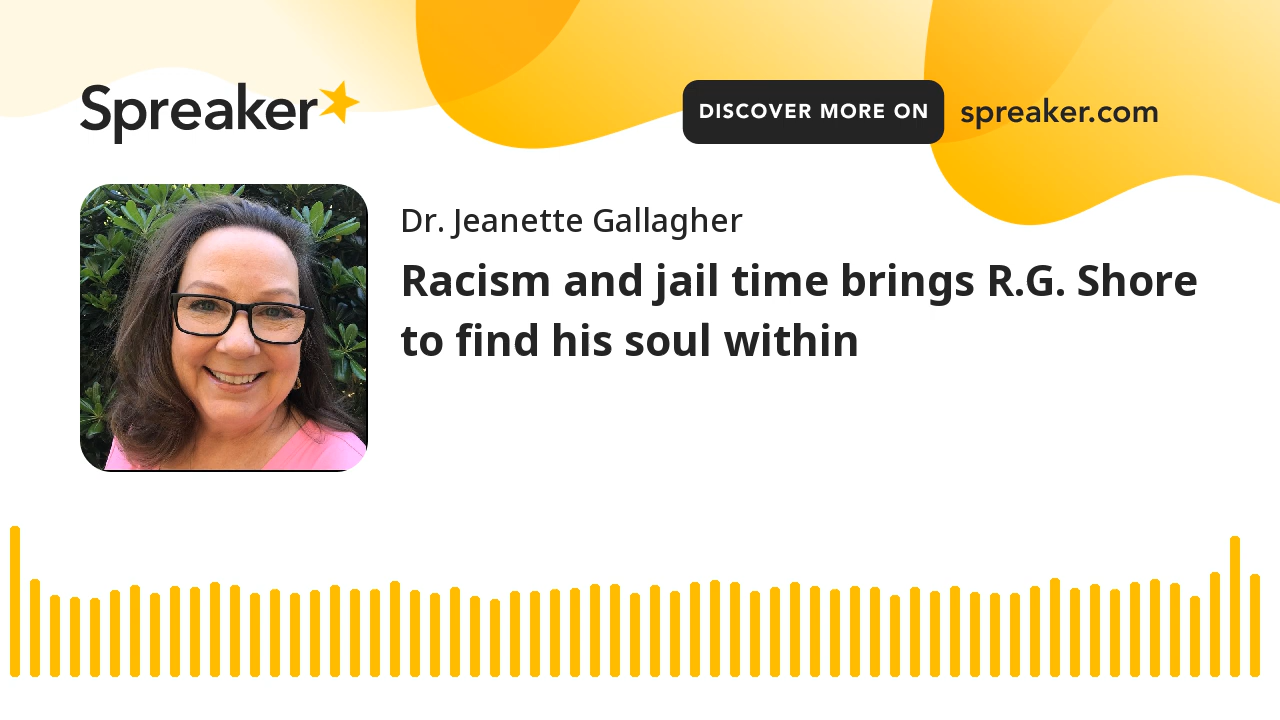 Spreaker
DISCOVER MORE ON
spreaker.com
Dr. Jeanette Gallagher
Racism and jail time brings R.G. Shore
to find his soul within